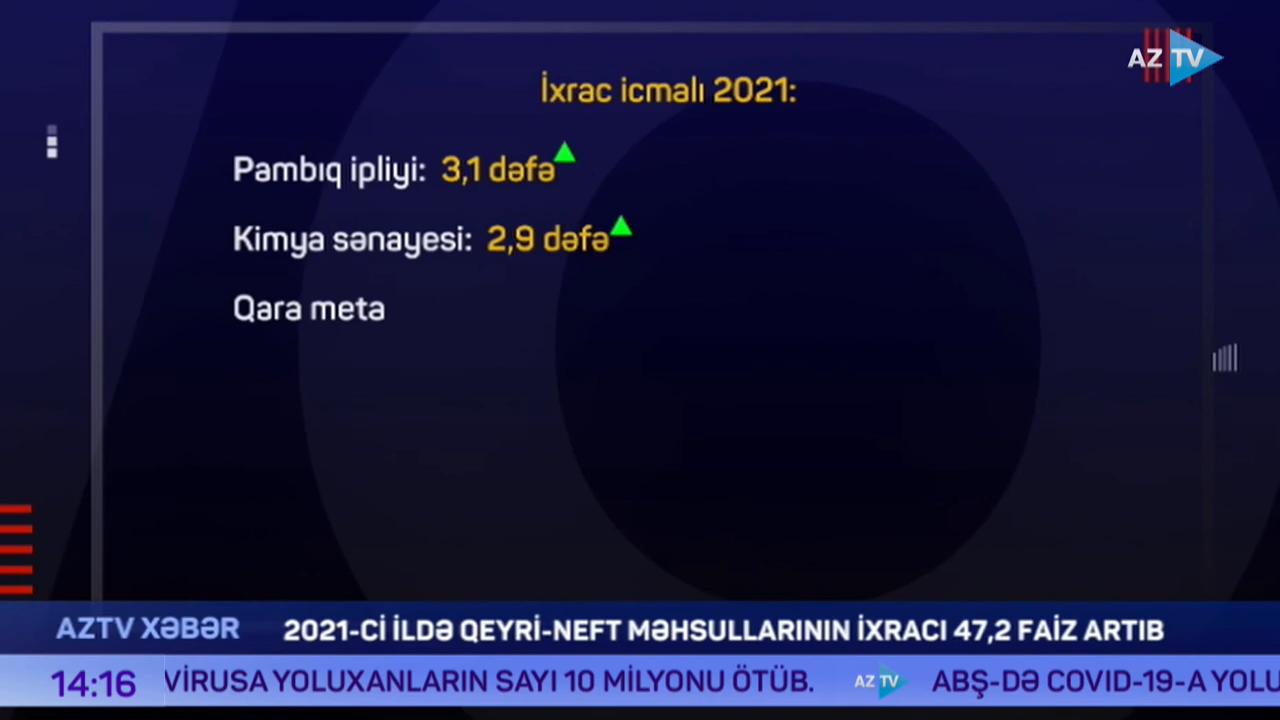 AZ TV
İxrac icmalı 2021:
Pambıq ipliyi: 3,1 dəfə
Kimya sənayesi: 2,9 dəfə
Qara meta
AZTV XƏBƏR 2021-Cİ İLDƏ QEYRİ-NEFT MƏHSULLARININ İXRACI 47,2 FAİZ ARTIB
14:16 VİRUSA YOLUXANLARIN SAYI 10 MİLYONU ÖTÜB. AZ TV ABŞ-DƏ COVID-19-A YOLU